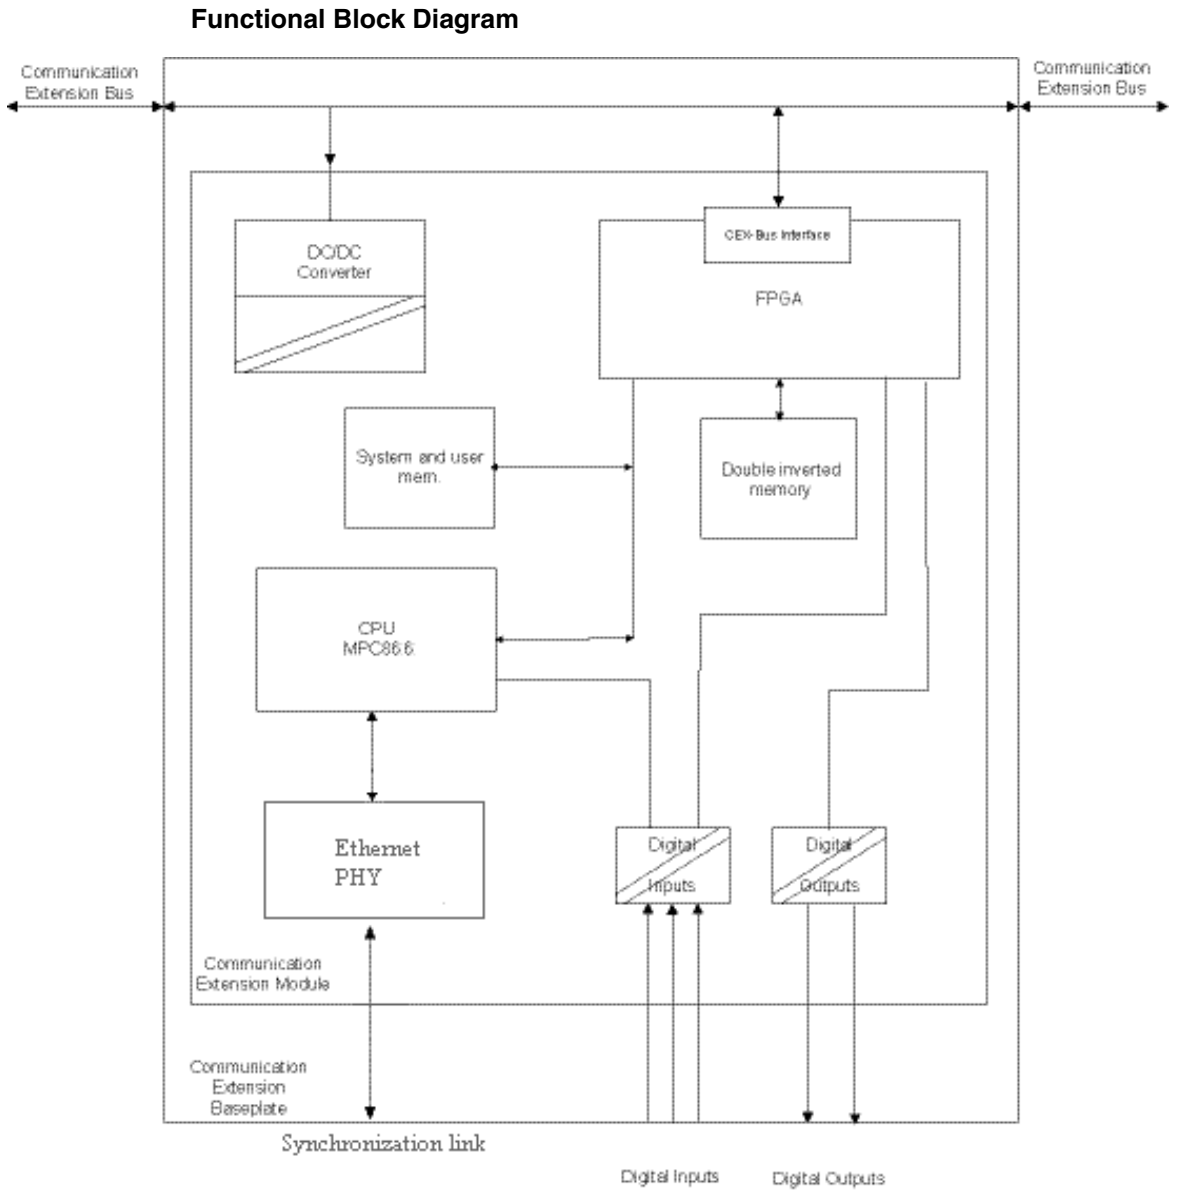 Functional Block Diagram
Communication
Extension Bus
Communication
Extension Bus
DC/DC
Converter
CEX-Bus Interface
FPGA
System and user
mem.
Double inverted
memory
CPU
MPC866
Ethernet
PHY
Digital
Inputs
Digital
Outputs
Communication
Extension Module
Communication
Extension
Baseplate
Synchronization link
Digital Inputs
Digital Outputs